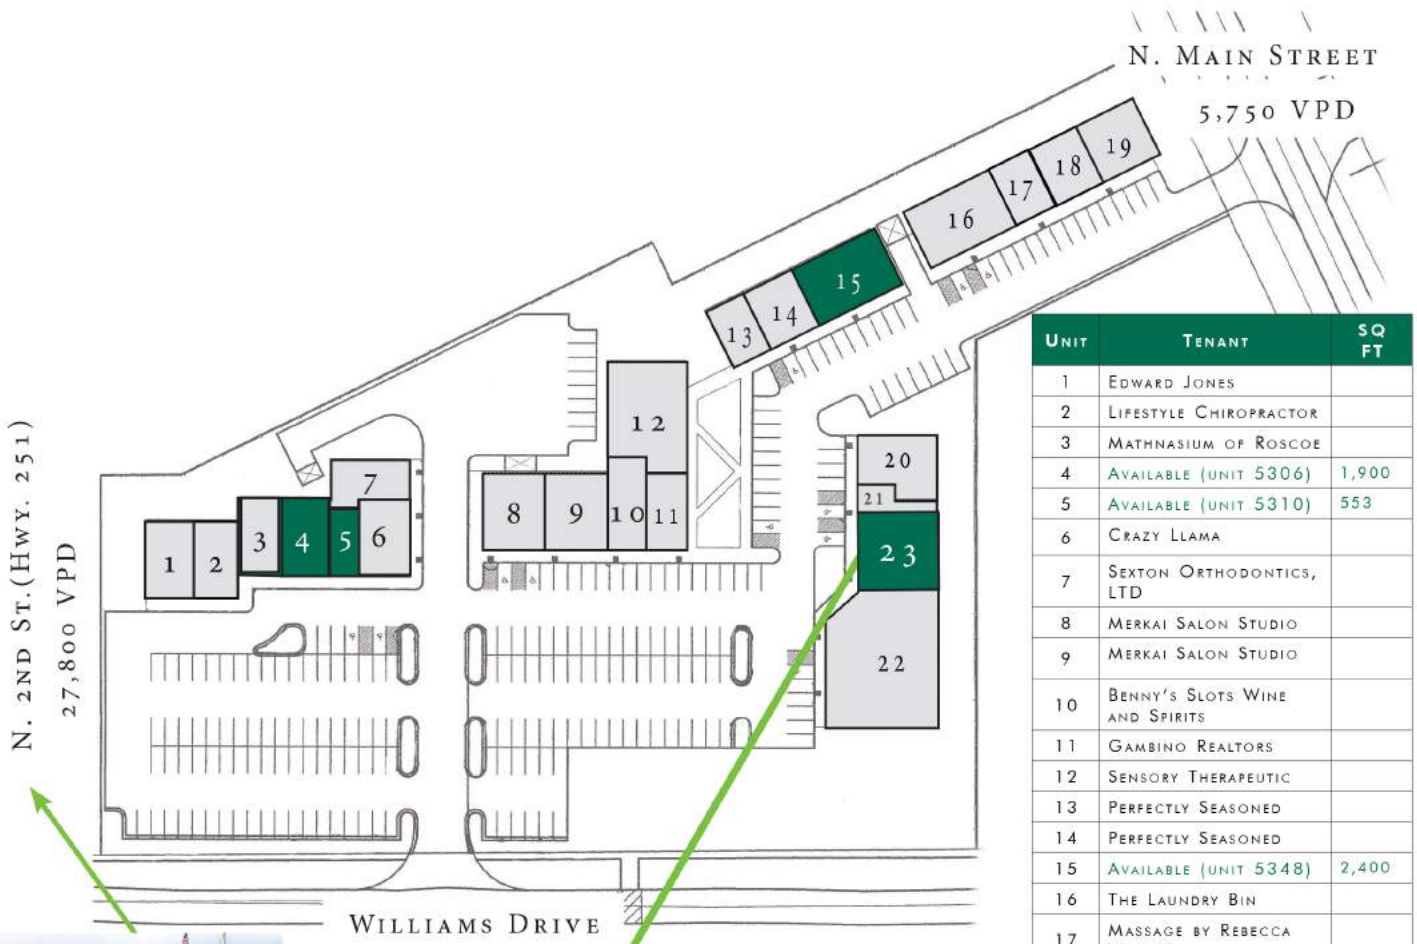 N. MAIN STREET
5,750 VPD
19
18
17
16
15
14
13
12
7
8
9
10
11
3
4
5
6
1
2
20
21
23
22
N. 2ND ST.(HWY. 251)
27,800 VPD
WILLIAMS DRIVE
UNIT TENANT SQ FT
1 EDWARD JONES
2 LIFESTYLE CHIROPRACTOR
3 MATHNASIUM OF ROSCOE
4 AVAILABLE (UNIT 5306) 1,900
5 AVAILABLE (UNIT 5310) 553
6 CRAZY LLAMA
7 SEXTON ORTHODONTICS,
LTD
8 MERKAI SALON STUDIO
9 MERKAI SALON STUDIO
10 BENNY'S SLOTS WINE
AND SPIRITS
11 GAMBINO REALTORS
12 SENSORY THERAPEUTIC
13 PERFECTLY SEASONED
14 PERFECTLY SEASONED
15 AVAILABLE (UNIT 5348) 2,400
16 THE LAUNDRY BIN
17 MASSAGE BY REBECCA